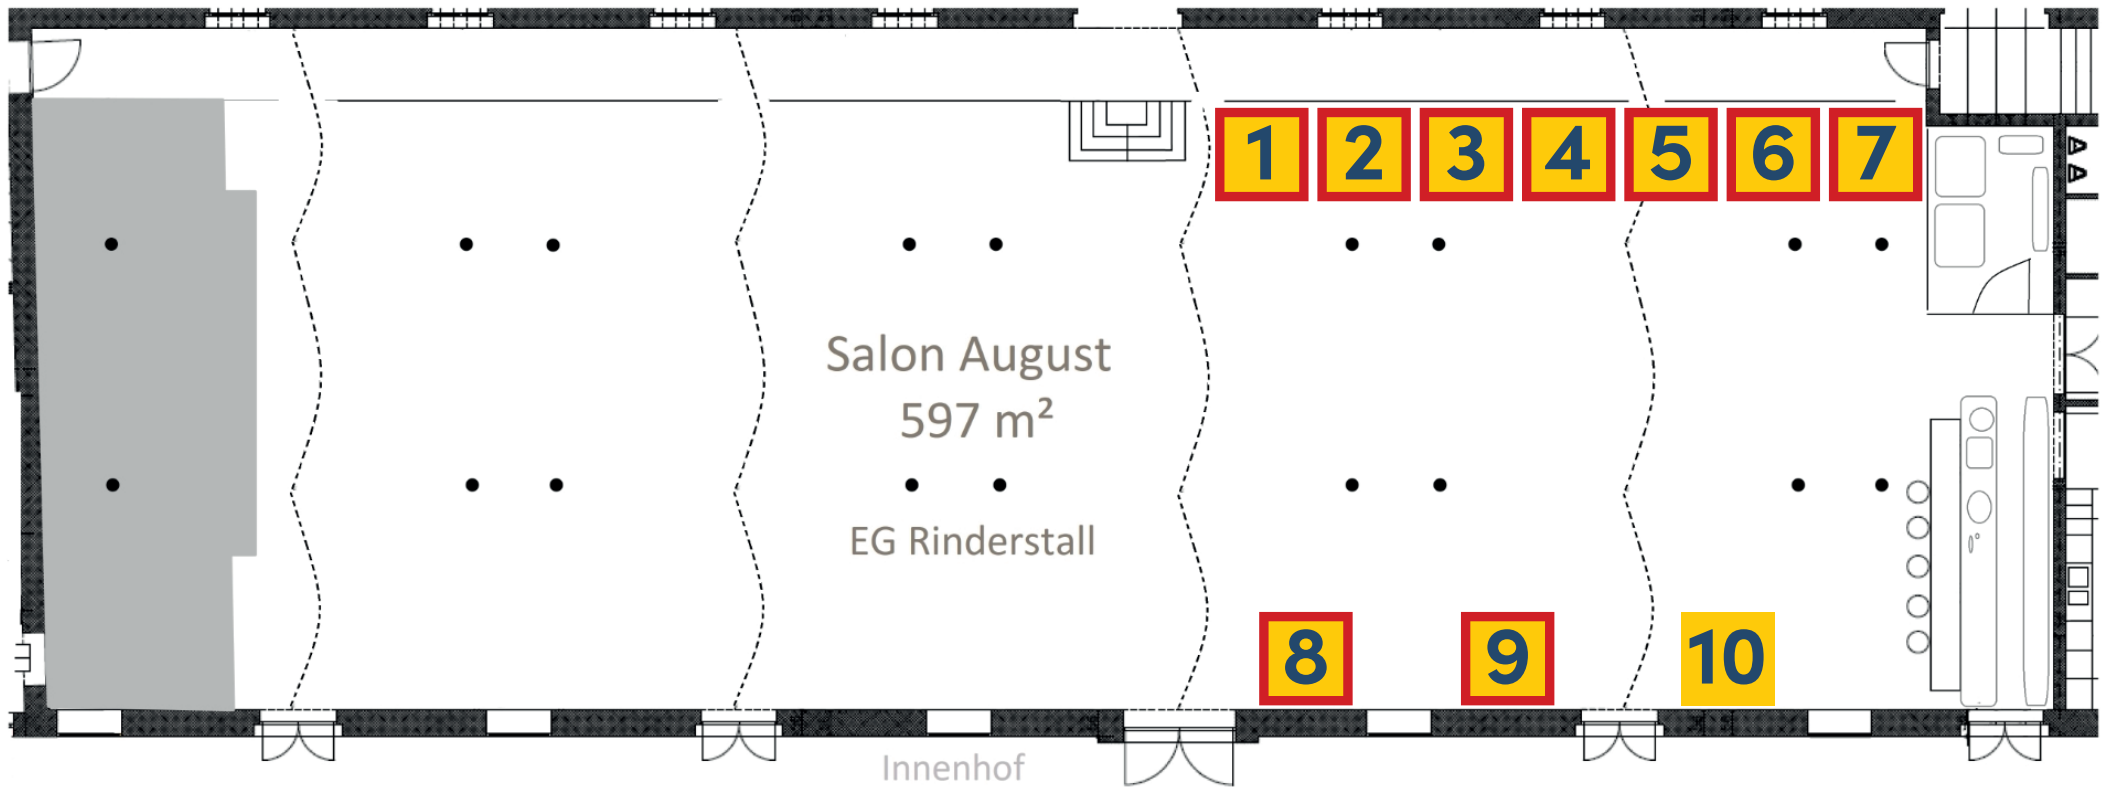 1 2 3 4 5 6 7
Salon August
597 m²
EG Rinderstall
8 9 10
Innenhof